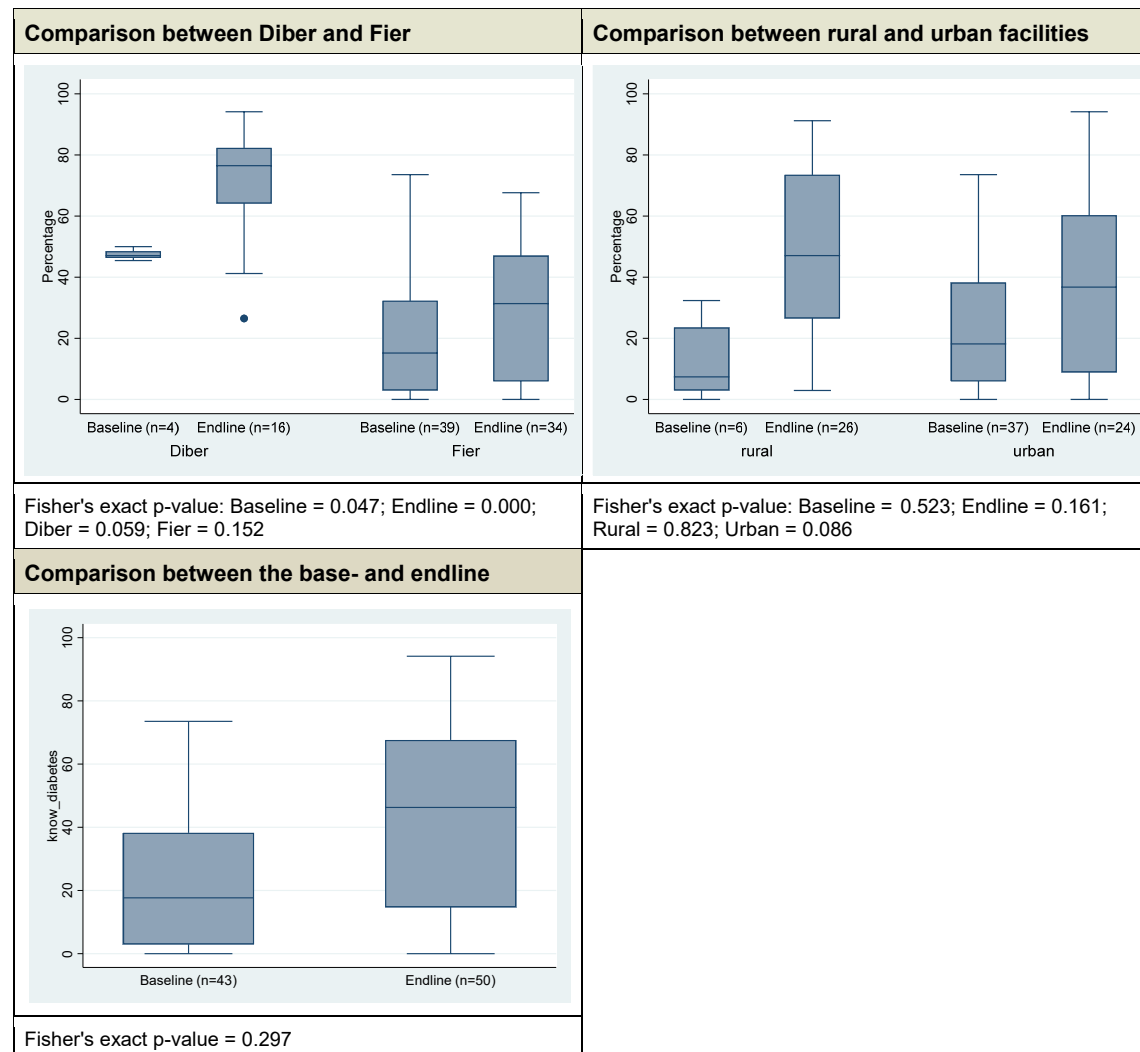 Comparison between Diber and Fier
Percentage
100
80
60
40
20
0
Baseline (n=4) Endline (n=16) Baseline (n=39) Endline (n=34)
Diber Fier
Fisher's exact p-value: Baseline = 0.047; Endline = 0.000;
Diber = 0.059; Fier = 0.152
Comparison between rural and urban facilities
Percentage
100
80
60
40
20
0
Baseline (n=6) Endline (n=26) Baseline (n=37) Endline (n=24)
rural urban
Fisher's exact p-value: Baseline = 0.523; Endline = 0.161;
Rural = 0.823; Urban = 0.086
Comparison between the base- and endline
know_diabetes
100
80
60
40
20
0
Baseline (n=43) Endline (n=50)
Fisher's exact p-value = 0.297